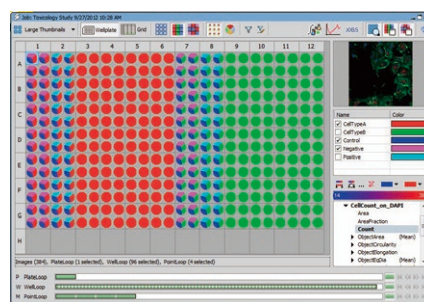 Job: Toxicology Study 9/27/2012 10:28 AM
Large Thumbnails Wellplate Grid JOBS
1 2 3 4 5 6 7 8 9 10 11 12
A
B
C
D
E
F
G
H
Name Color
CellTypeA
CellTypeB
Control
Negative
Positive
CellCount_on_DAPI
Area
AreaFraction
Count
ObjectArea (Mean)
ObjectCircularity
ObjectElongation
ObjectEqDia (Mean)
Images (384), PlateLoop (1 selected), WellLoop (96 selected), PointLoop (4 selected)
P PlateLoop
W WellLoop
M PointLoop